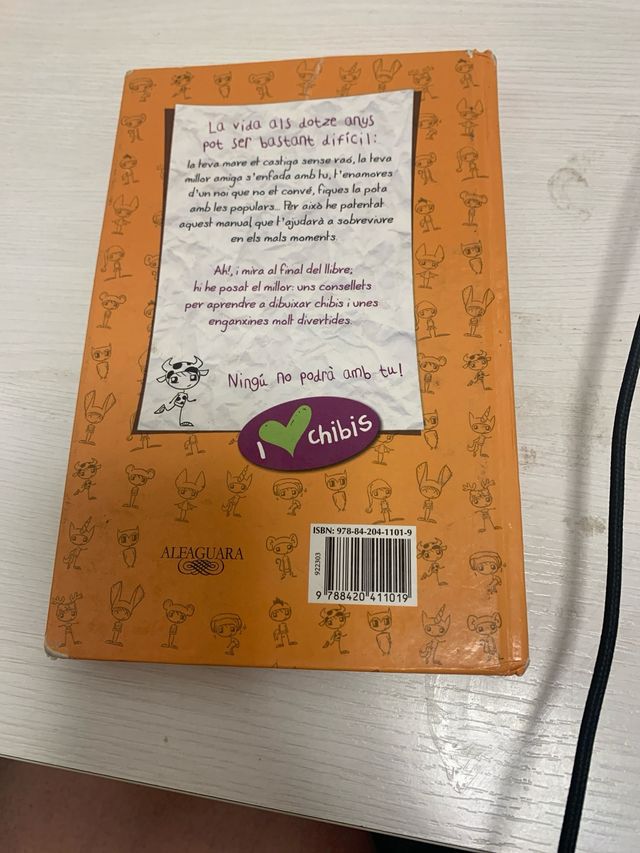 La vida als dotze anys
pot ser bastant difícil:
la teva mare et castiga sense raó, la teva
millor amiga s'enfada amb tu, t'enamores
d'un noi que no et convé, fiques la pota
amb les populars... Per això he patentat
aquest manual que t'ajudarà a sobreviure
en els mals moments.
Ah!, i mira al final del llibre;
hi he posat el millor: uns consellets
per aprendre a dibuixar chibis i unes
enganxines molt divertides.
Ningú no podrà amb tu!
I chibis
ALFAGUARA
ISBN: 978-84-204-1101-9
922303
9 788420 411019